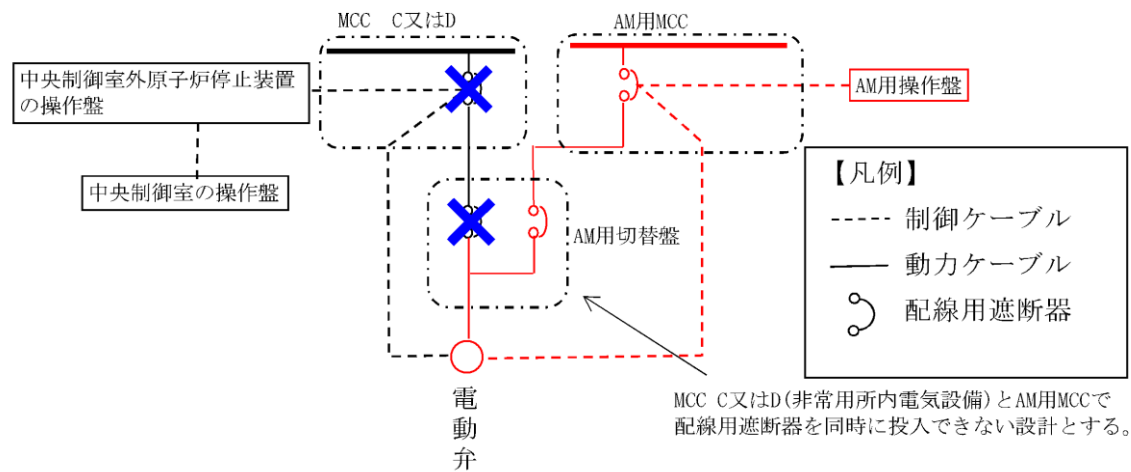 MCC　C又はD
AM用MCC
中央制御室外原子炉停止装置
の操作盤
AM用操作盤
中央制御室の操作盤
【凡例】
制御ケーブル
動力ケーブル
配線用遮断器
AM用切替盤
電
動
弁
MCC C又はD(非常用所内電気設備)とAM用MCCで
配線用遮断器を同時に投入できない設計とする。